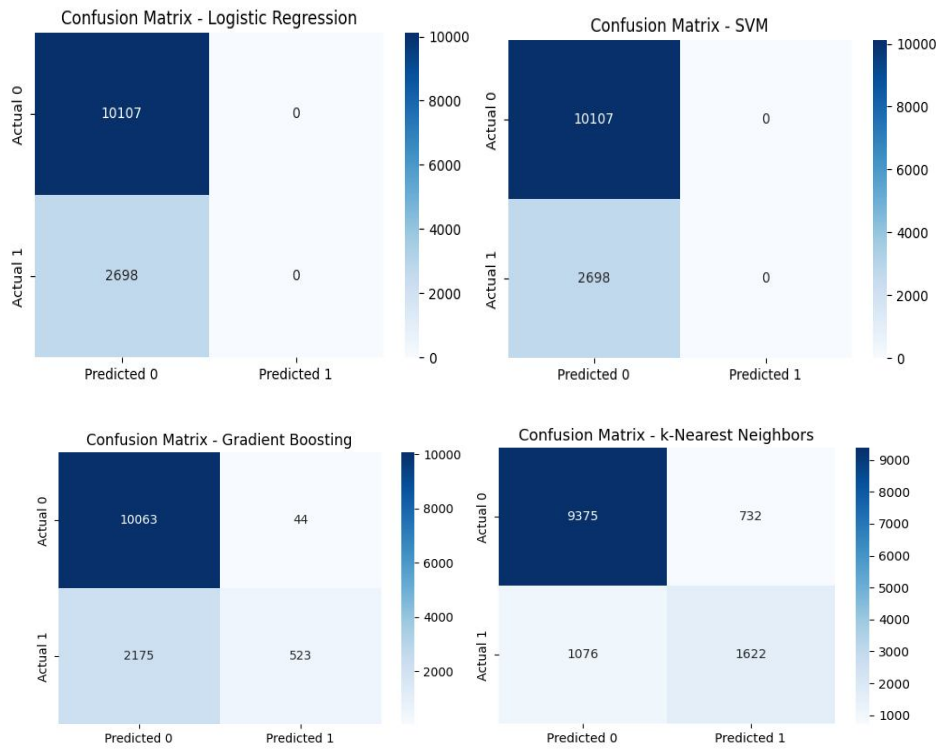 Confusion Matrix - Logistic Regression
Actual 0
10107
0
Actual 1
2698
0
Predicted 0
Predicted 1
10000
8000
6000
4000
2000
0
Confusion Matrix - SVM
Actual 0
10107
0
Actual 1
2698
0
Predicted 0
Predicted 1
10000
8000
6000
4000
2000
0
Confusion Matrix - Gradient Boosting
Actual 0
10063
44
Actual 1
2175
523
Predicted 0
Predicted 1
10000
8000
6000
4000
2000
Confusion Matrix - k-Nearest Neighbors
Actual 0
9375
732
Actual 1
1076
1622
Predicted 0
Predicted 1
9000
8000
7000
6000
5000
4000
3000
2000
1000